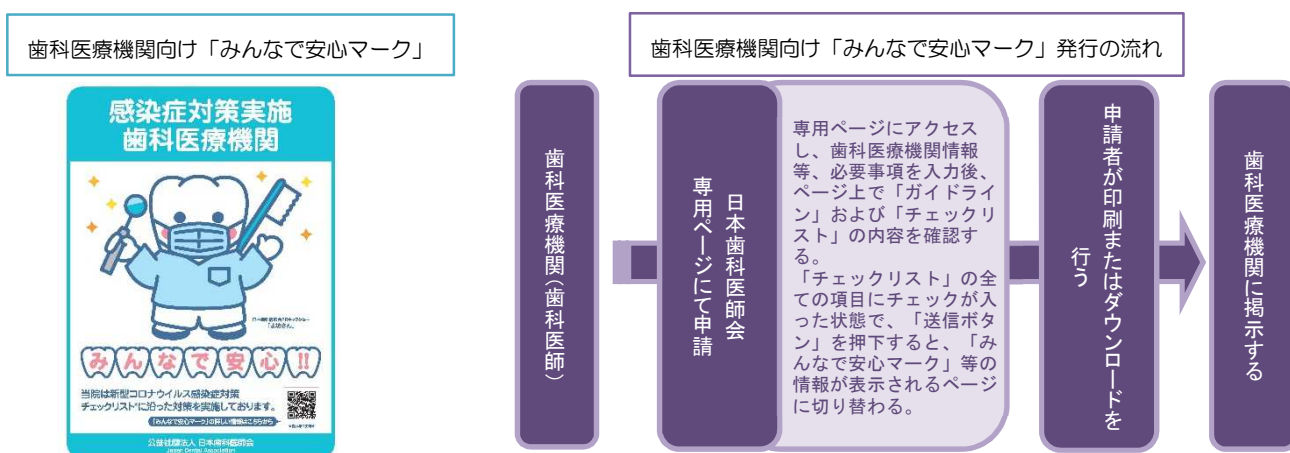 歯科医療機関向け「みんなで安心マーク」
感染症対策実施
歯科医療機関
みんなで安心!!
当院は新型コロナウイルス感染症対策
チェックリストに沿った対策を実施しております。
「みんなで安心マーク」の詳しい情報はこちらから
公益社団法人 日本歯科医師会
Japan Dental Association
歯科医療機関向け「みんなで安心マーク」発行の流れ
歯科医療機関（歯科医師）
日本歯科医師会
専用ページにて申請
専用ページにアクセス
し、歯科医療機関情報
等、必要事項を入力後、
ページ上で「ガイドライ
ン」および「チェックリ
スト」の内容を確認す
る。
「チェックリスト」の全
ての項目にチェックが入
った状態で、「送信ボタ
ン」を押下すると、「み
んなで安心マーク」等の
情報が表示されるページ
に切り替わる。
申請者が印刷またはダウンロードを
行う
歯科医療機関に掲示する